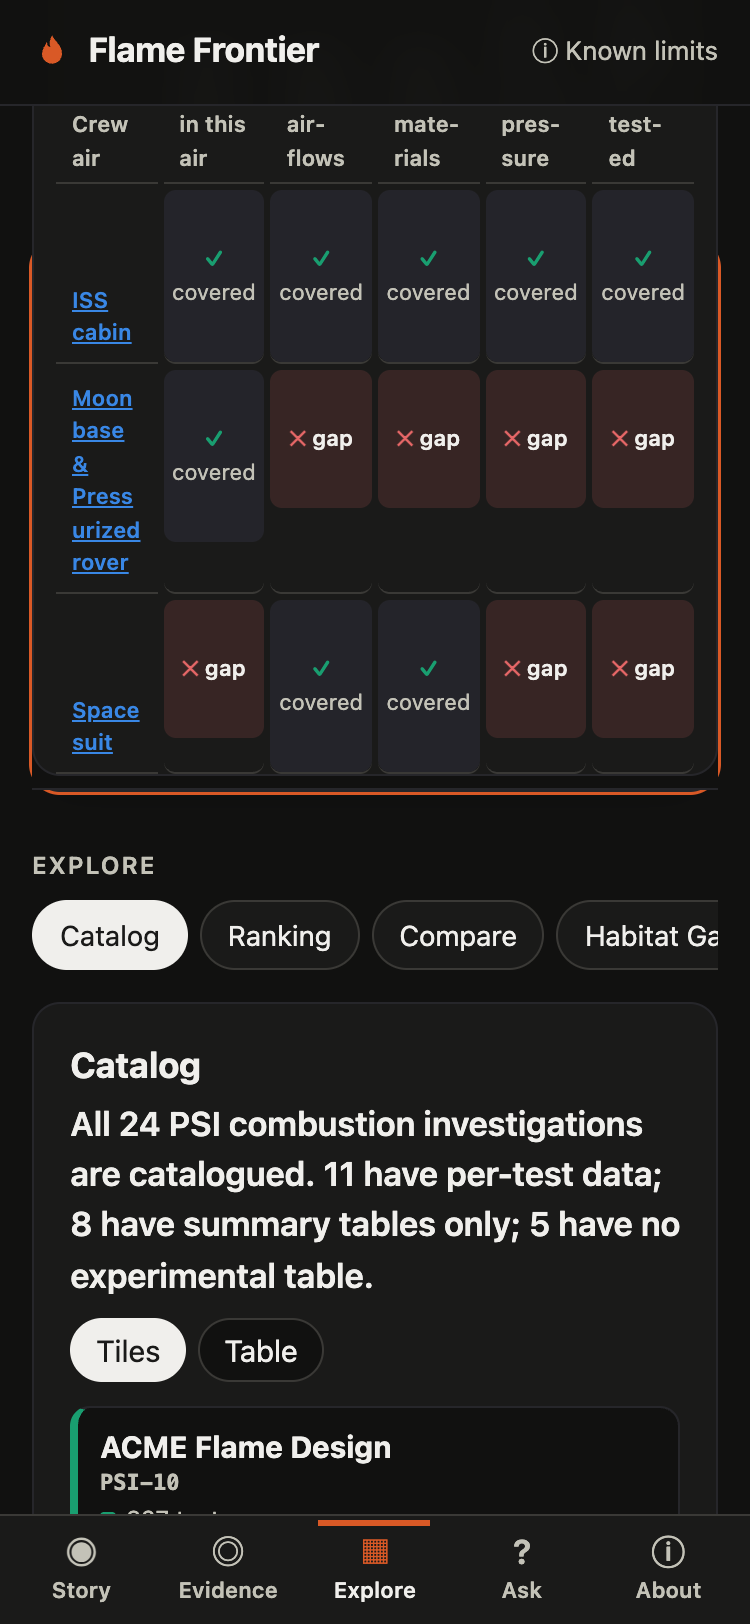 Flame Frontier
Known limits
Crew air
in this air
air-flows
mate-rials
pres-sure
test-ed
ISS cabin
✓ covered
✓ covered
✓ covered
✓ covered
✓ covered
Moon base & Pressurized rover
✓ covered
✕ gap
✕ gap
✕ gap
✕ gap
Space suit
✕ gap
✓ covered
✓ covered
✕ gap
✕ gap
EXPLORE
Catalog
Ranking
Compare
Habitat Ga
Catalog
All 24 PSI combustion investigations
are catalogued. 11 have per-test data;
8 have summary tables only; 5 have no
experimental table.
Tiles
Table
ACME Flame Design
PSI-10
Story
Evidence
Explore
? Ask
About